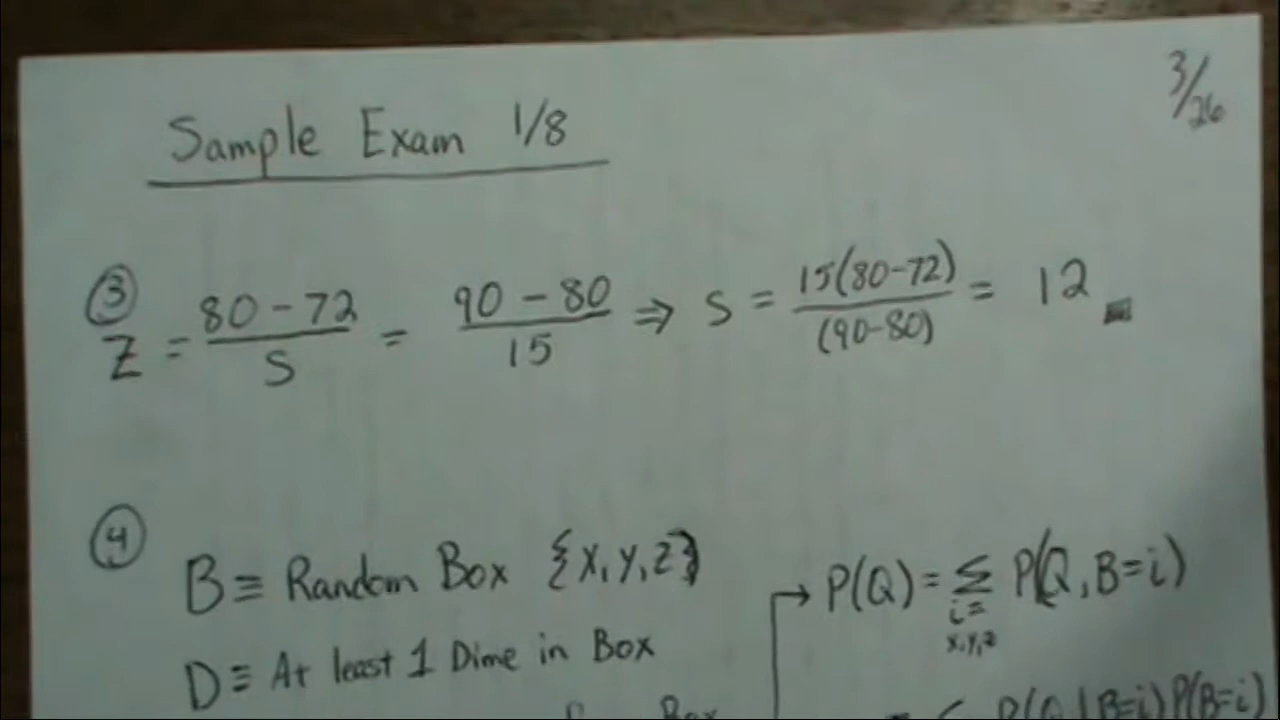 Sample Exam 1/8
3/26
③
Z = (80-72)/S = (90-80)/15 ⇒ S = 15(80-72)/(90-80) = 12
④
B ≡ Random Box {X,Y,Z}
D ≡ At least 1 Dime in Box
→ P(Q) = Σ P(Q, B=i)
i=
x,y,z
Box
P(Q|B=i)P(B=i)